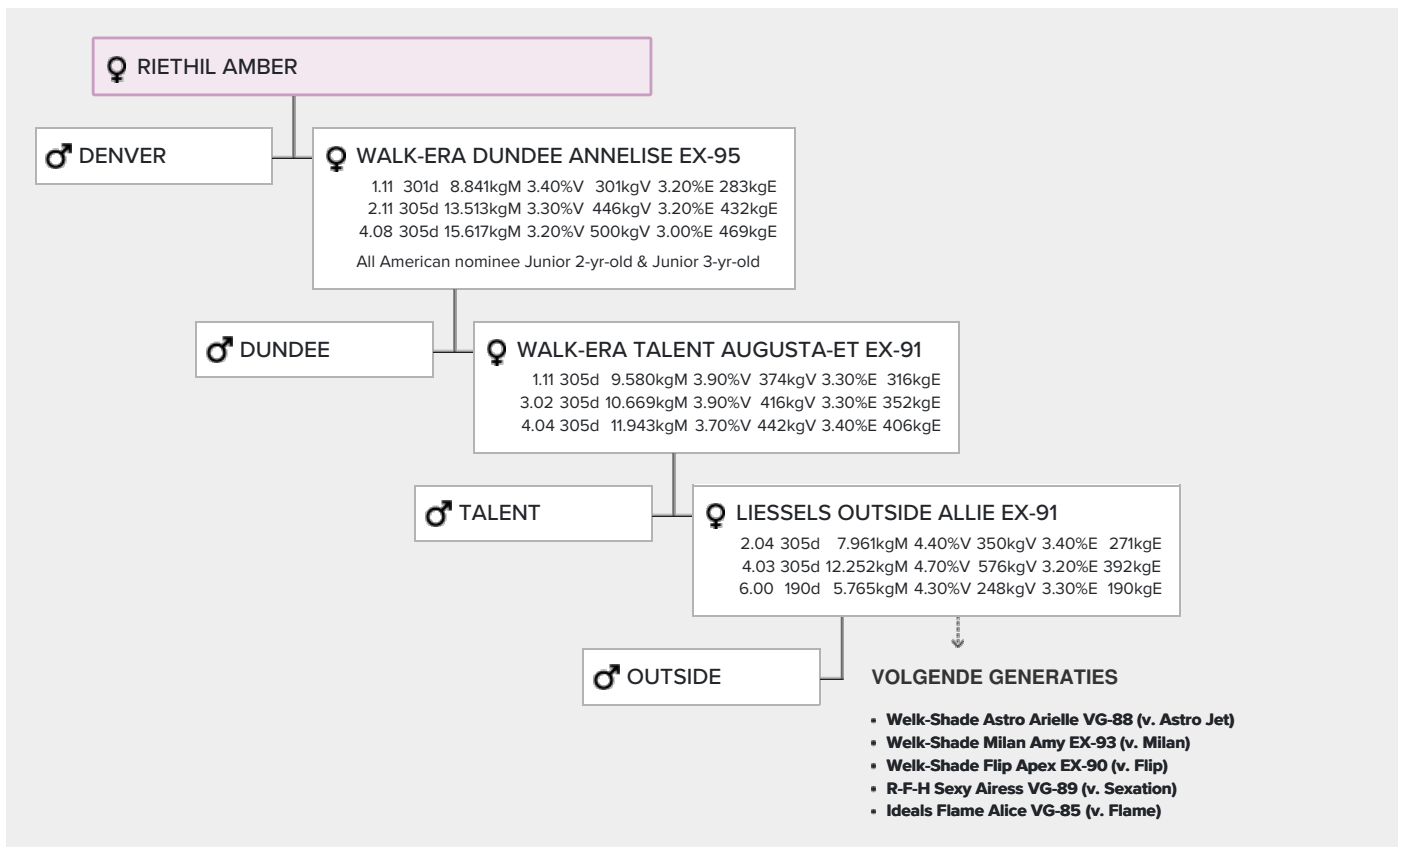 RIETHIL AMBER
DENVER
WALK-ERA DUNDEE ANNELISE EX-95
1.11 301d 8.841kgM 3.40%V 301kgV 3.20%E 283kgE
2.11 305d 13.513kgM 3.30%V 446kgV 3.20%E 432kgE
4.08 305d 15.617kgM 3.20%V 500kgV 3.00%E 469kgE
All American nominee Junior 2-yr-old & Junior 3-yr-old
DUNDEE
WALK-ERA TALENT AUGUSTA-ET EX-91
1.11 305d 9.580kgM 3.90%V 374kgV 3.30%E 316kgE
3.02 305d 10.669kgM 3.90%V 416kgV 3.30%E 352kgE
4.04 305d 11.943kgM 3.70%V 442kgV 3.40%E 406kgE
TALENT
LIESSELS OUTSIDE ALLIE EX-91
2.04 305d 7.961kgM 4.40%V 350kgV 3.40%E 271kgE
4.03 305d 12.252kgM 4.70%V 576kgV 3.20%E 392kgE
6.00 190d 5.765kgM 4.30%V 248kgV 3.30%E 190kgE
OUTSIDE
VOLGENDE GENERATIES
• Welk-Shade Astro Arielle VG-88 (v. Astro Jet)
• Welk-Shade Milan Amy EX-93 (v. Milan)
• Welk-Shade Flip Apex EX-90 (v. Flip)
• R-F-H Sexy Airess VG-89 (v. Sexation)
• Ideals Flame Alice VG-85 (v. Flame)